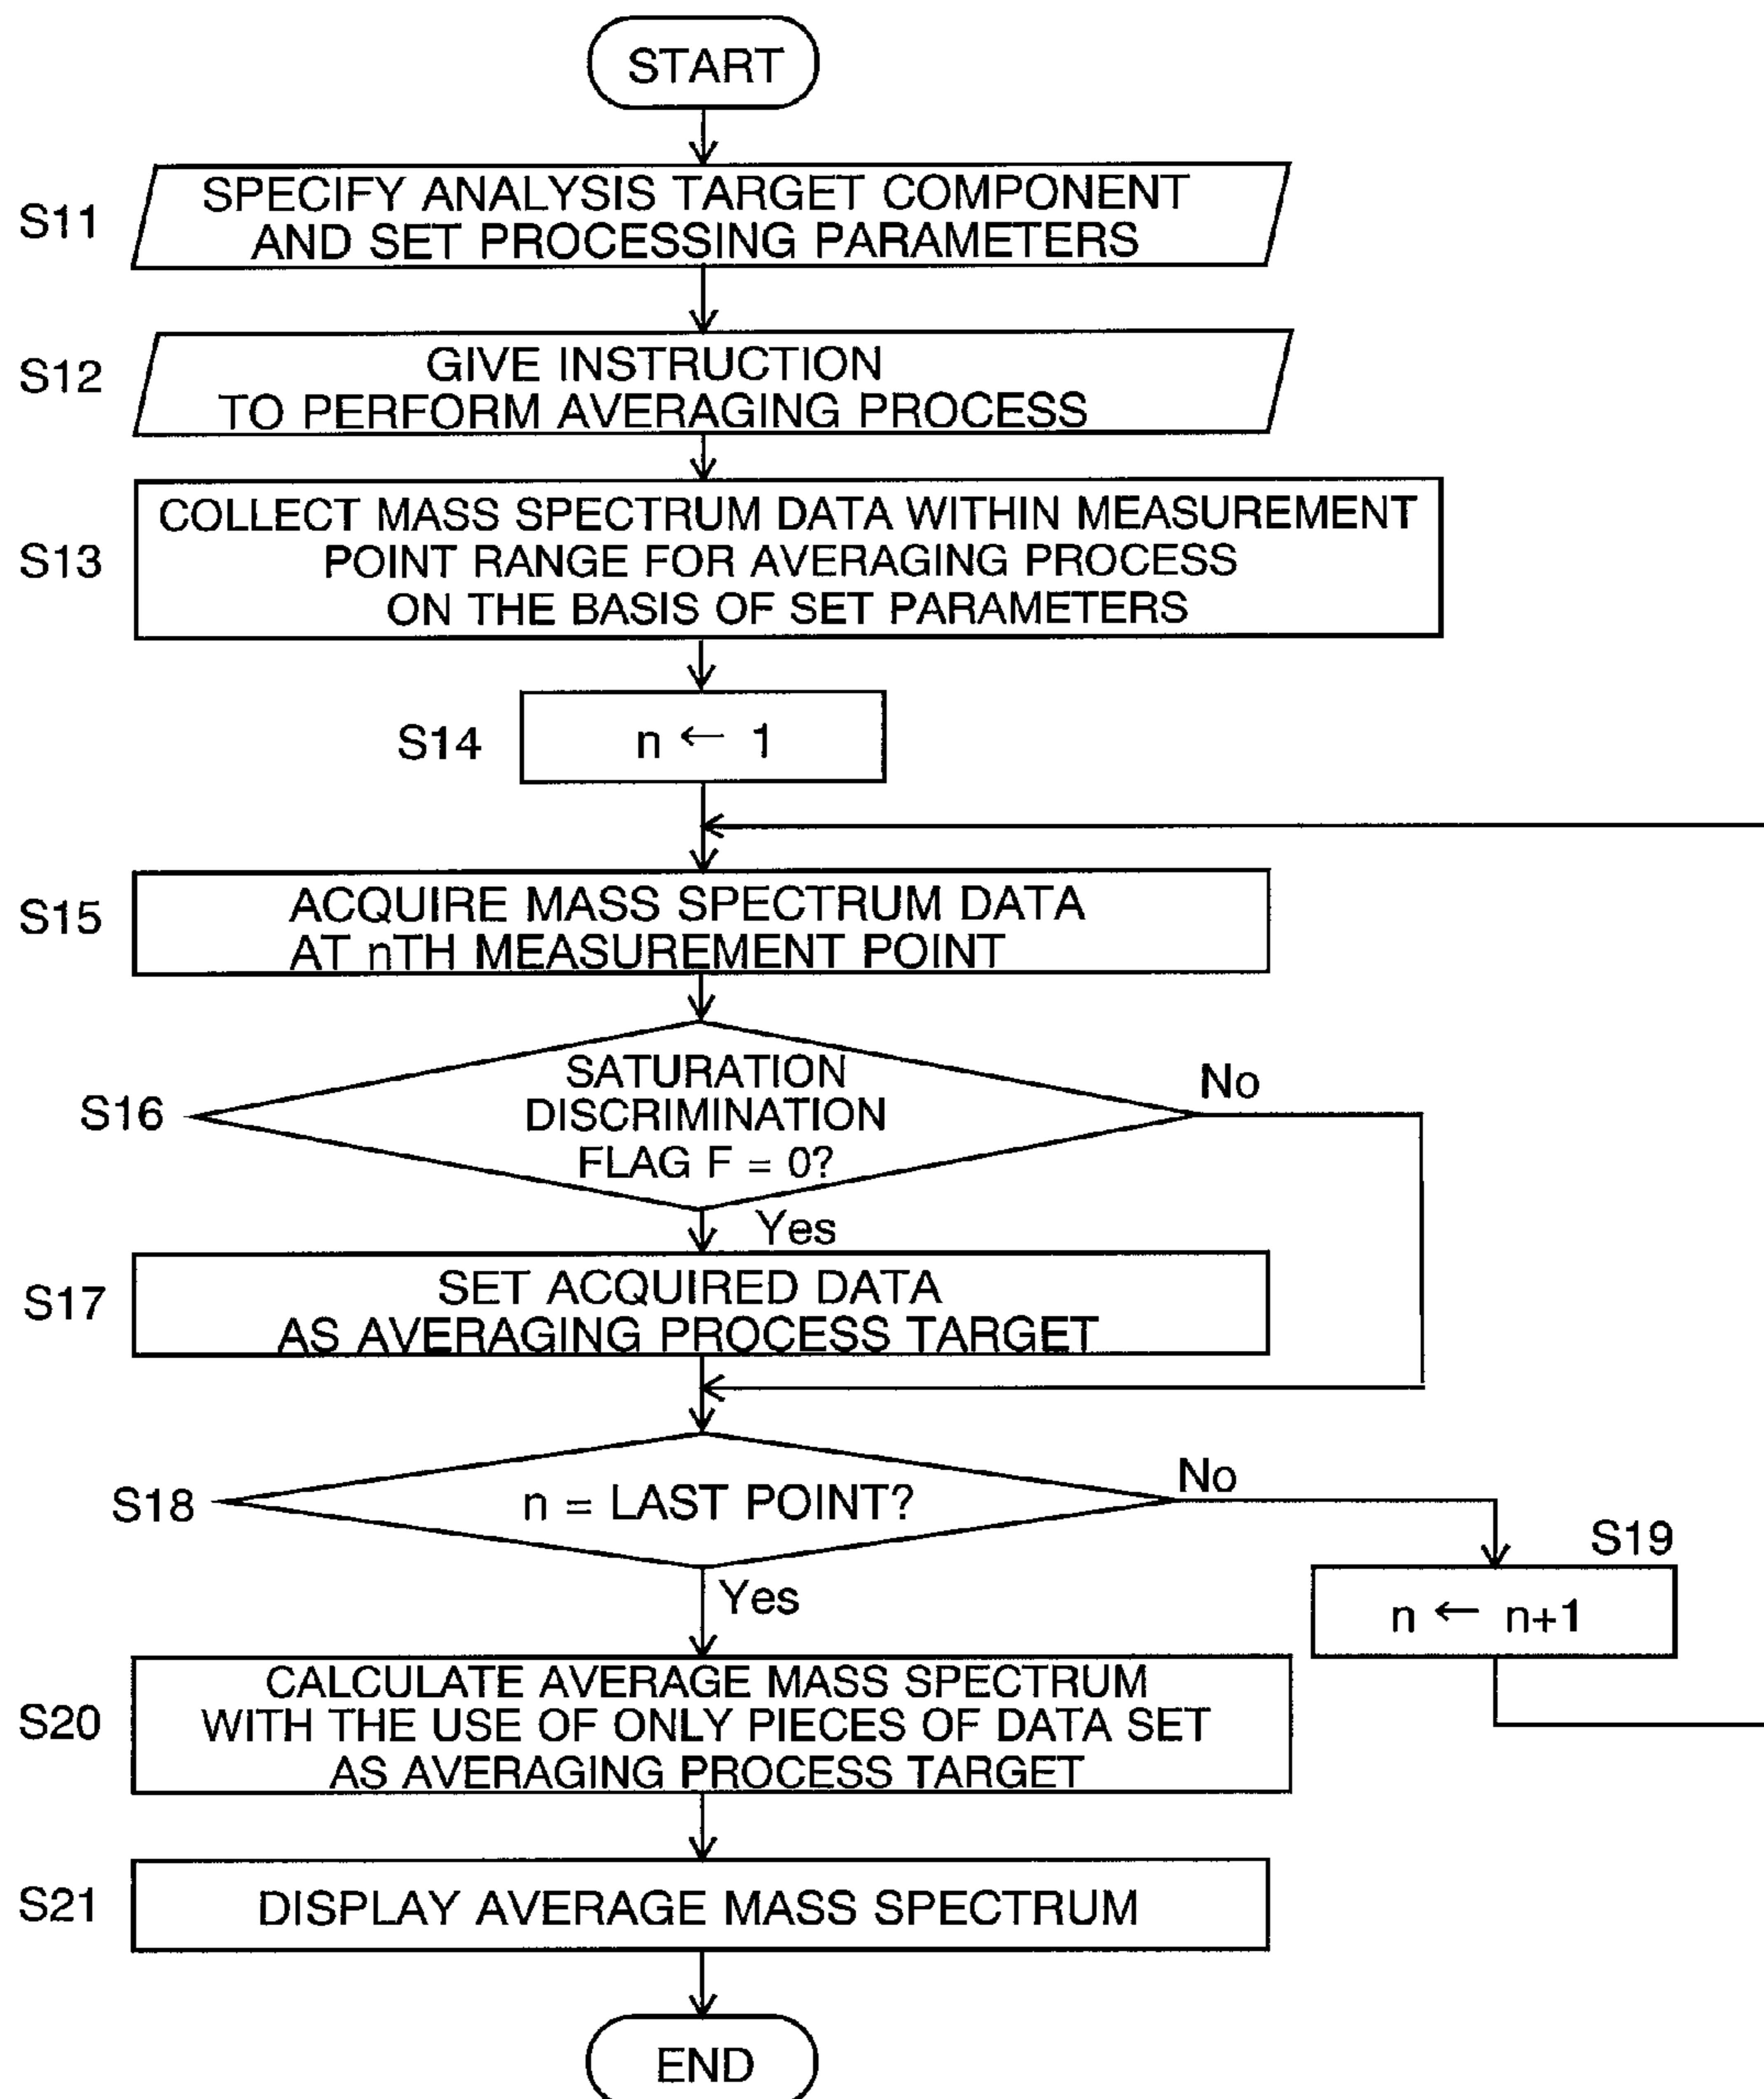 START
S11
SPECIFY ANALYSIS TARGET COMPONENT
AND SET PROCESSING PARAMETERS
S12
GIVE INSTRUCTION
TO PERFORM AVERAGING PROCESS
S13
COLLECT MASS SPECTRUM DATA WITHIN MEASUREMENT
POINT RANGE FOR AVERAGING PROCESS
ON THE BASIS OF SET PARAMETERS
S14
n ← 1
S15
ACQUIRE MASS SPECTRUM DATA
AT nTH MEASUREMENT POINT
S16
SATURATION
DISCRIMINATION
FLAG F = 0?
No
Yes
S17
SET ACQUIRED DATA
AS AVERAGING PROCESS TARGET
S18
n = LAST POINT?
No
S19
n ← n+1
Yes
S20
CALCULATE AVERAGE MASS SPECTRUM
WITH THE USE OF ONLY PIECES OF DATA SET
AS AVERAGING PROCESS TARGET
S21
DISPLAY AVERAGE MASS SPECTRUM
END